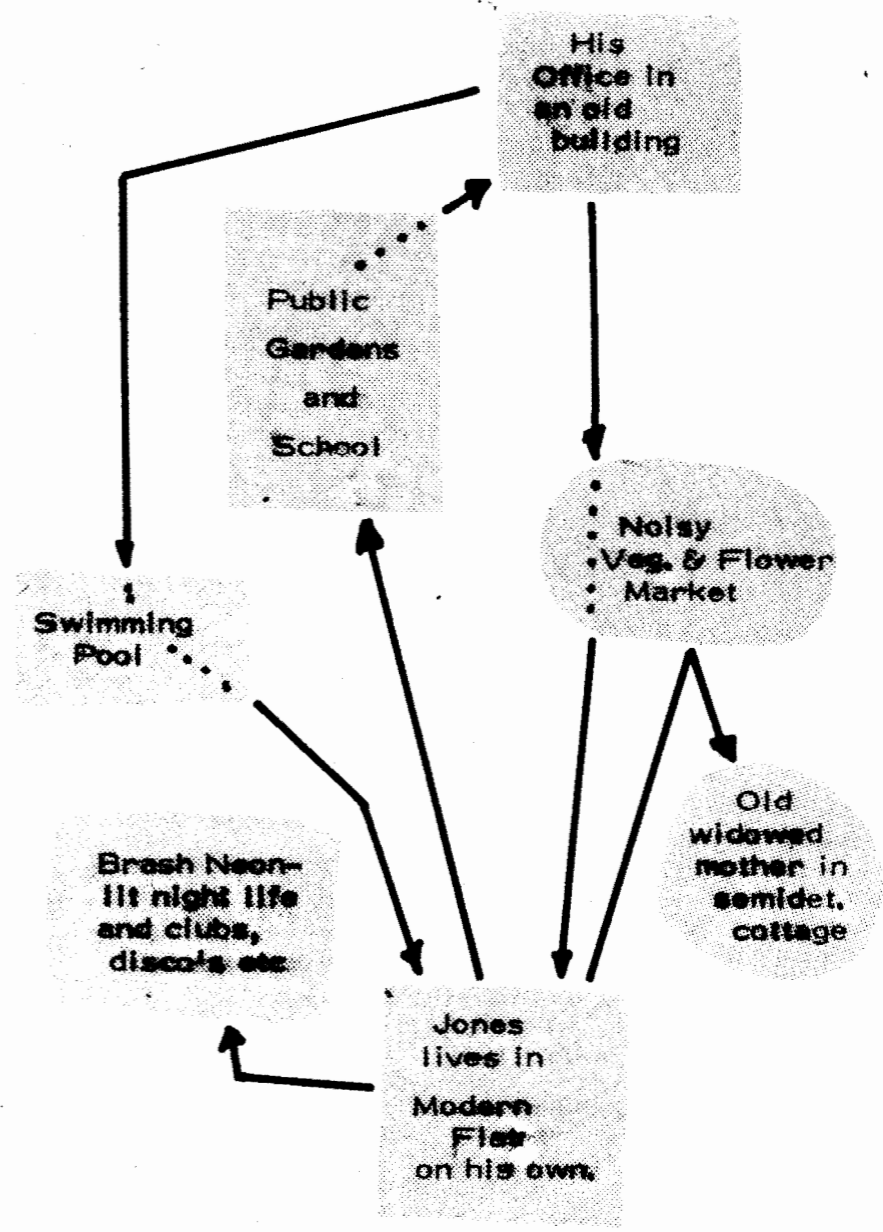 His
Office in
an old
building
Public
Gardens
and
School
Noisy
Veg. & Flower
Market
Swimming
Pool
Old
widowed
mother in
semidet.
cottage
Brash Neon-
lit night life
and clubs,
disco's etc
Jones
lives in
Modern
Flat
on his own.